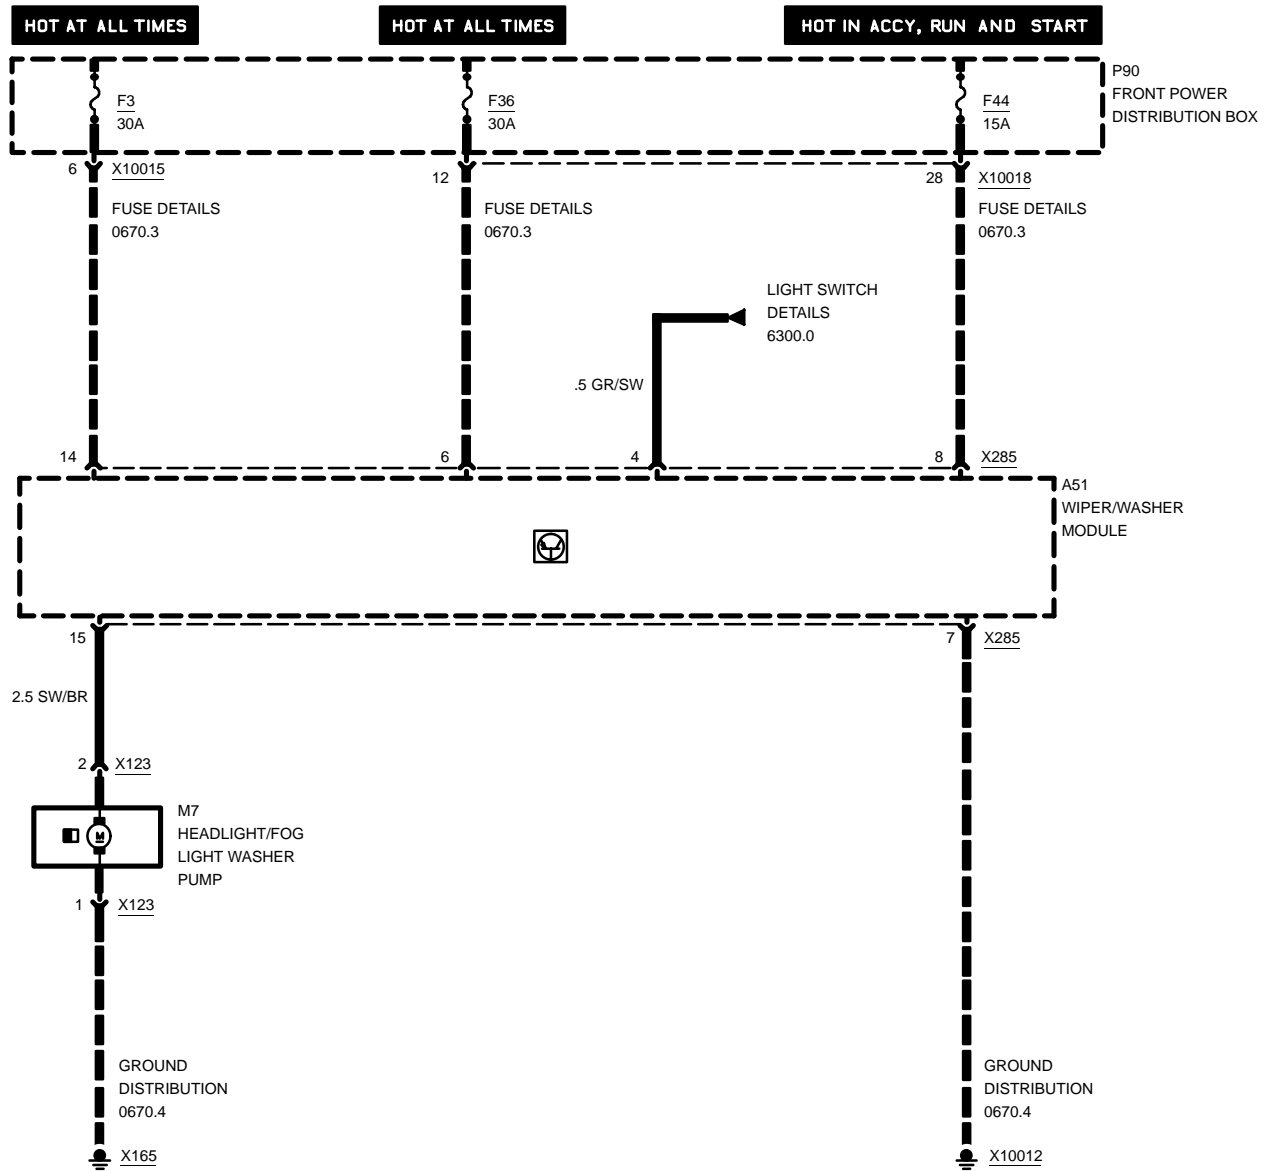 HOT AT ALL TIMES
HOT AT ALL TIMES
HOT IN ACCY, RUN AND START
F3
30A
F36
30A
F44
15A
P90
FRONT POWER
DISTRIBUTION BOX
6
X10015
12
28
X10018
FUSE DETAILS
0670.3
FUSE DETAILS
0670.3
FUSE DETAILS
0670.3
LIGHT SWITCH
DETAILS
6300.0
.5 GR/SW
14
6
4
8
X285
A51
WIPER/WASHER
MODULE
15
7
X285
2.5 SW/BR
2
X123
M7
HEADLIGHT/FOG
LIGHT WASHER
PUMP
M
1
X123
GROUND
DISTRIBUTION
0670.4
GROUND
DISTRIBUTION
0670.4
X165
X10012